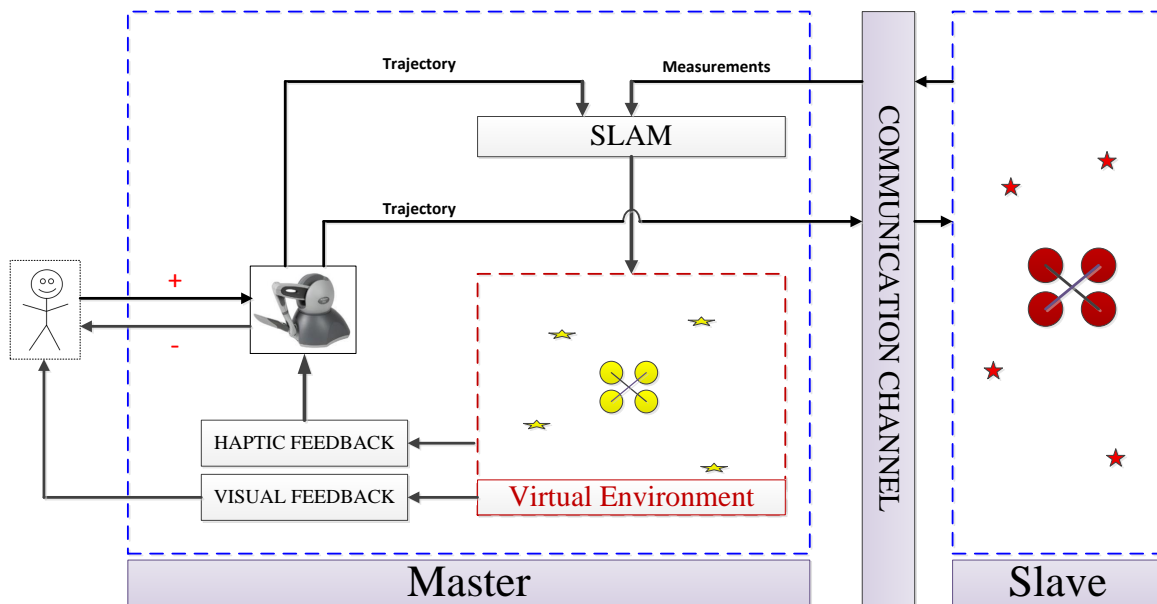 Trajectory
Measurements
SLAM
Trajectory
+
-
HAPTIC FEEDBACK
VISUAL FEEDBACK
Virtual Environment
COMMUNICATION CHANNEL
Master
Slave